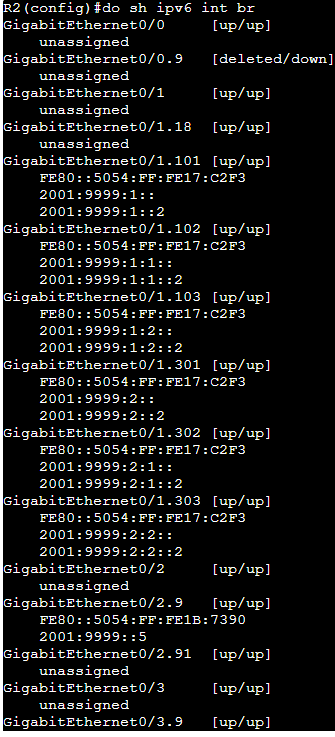 R2(config)#do sh ipv6 int br
GigabitEthernet0/0 [up/up]
unassigned
GigabitEthernet0/0.9 [deleted/down]
unassigned
GigabitEthernet0/1 [up/up]
unassigned
GigabitEthernet0/1.18 [up/up]
unassigned
GigabitEthernet0/1.101 [up/up]
FE80::5054:FF:FE17:C2F3
2001:9999:1::
2001:9999:1::2
GigabitEthernet0/1.102 [up/up]
FE80::5054:FF:FE17:C2F3
2001:9999:1:1::
2001:9999:1:1::2
GigabitEthernet0/1.103 [up/up]
FE80::5054:FF:FE17:C2F3
2001:9999:1:2::
2001:9999:1:2::2
GigabitEthernet0/1.301 [up/up]
FE80::5054:FF:FE17:C2F3
2001:9999:2::
2001:9999:2::2
GigabitEthernet0/1.302 [up/up]
FE80::5054:FF:FE17:C2F3
2001:9999:2:1::
2001:9999:2:1::2
GigabitEthernet0/1.303 [up/up]
FE80::5054:FF:FE17:C2F3
2001:9999:2:2::
2001:9999:2:2::2
GigabitEthernet0/2 [up/up]
unassigned
GigabitEthernet0/2.9 [up/up]
FE80::5054:FF:FE1B:7390
2001:9999::5
GigabitEthernet0/2.91 [up/up]
unassigned
GigabitEthernet0/3 [up/up]
unassigned
GigabitEthernet0/3.9 [up/up]